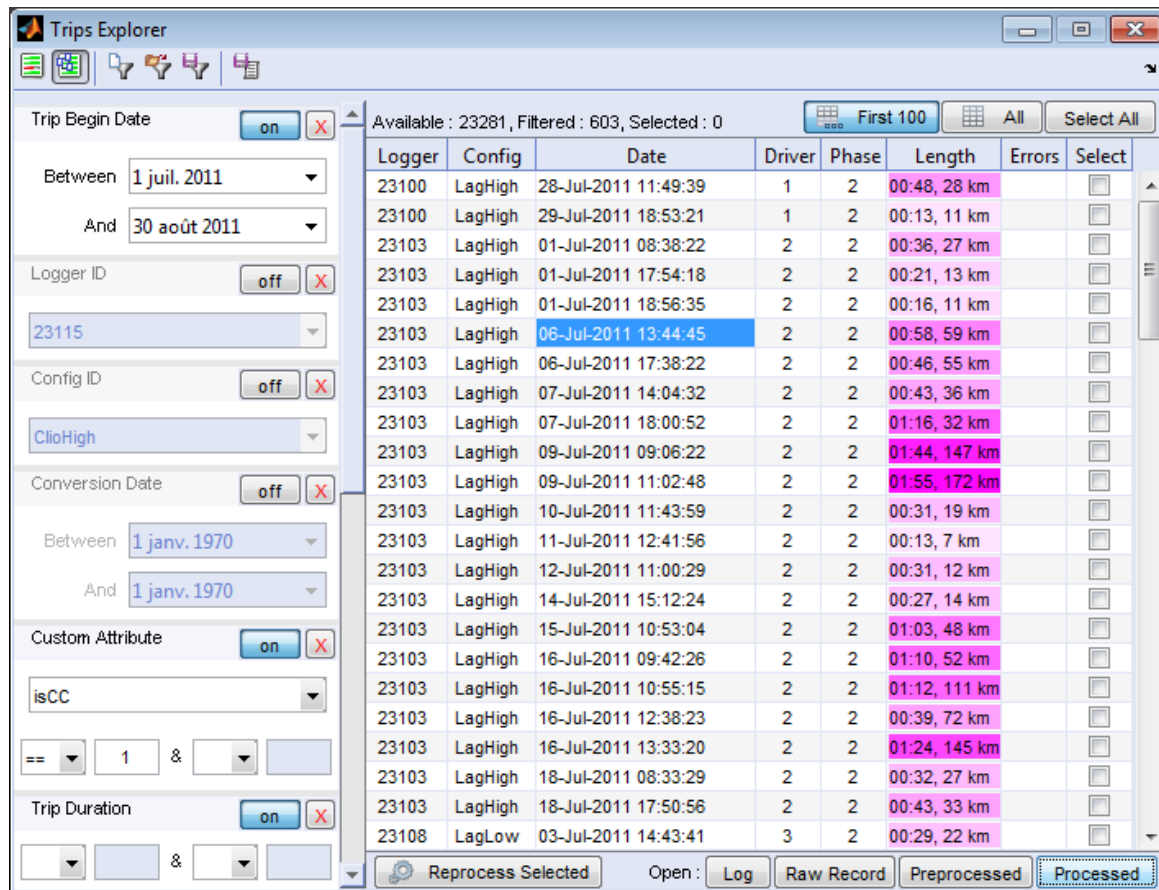 Trips Explorer
Trip Begin Date on X
Between 1 juil. 2011
And 30 août 2011
Logger ID off X
23115
Config ID off X
ClioHigh
Conversion Date off X
Between 1 janv. 1970
And 1 janv. 1970
Custom Attribute on X
isCC
== 1 &
Trip Duration on X
&
Available : 23281, Filtered : 603, Selected : 0 First 100 All Select All
Logger Config Date Driver Phase Length Errors Select
23100 LagHigh 28-Jul-2011 11:49:39 1 2 00:48, 28 km
23100 LagHigh 29-Jul-2011 18:53:21 1 2 00:13, 11 km
23103 LagHigh 01-Jul-2011 08:38:22 2 2 00:36, 27 km
23103 LagHigh 01-Jul-2011 17:54:18 2 2 00:21, 13 km
23103 LagHigh 01-Jul-2011 18:56:35 2 2 00:16, 11 km
23103 LagHigh 06-Jul-2011 13:44:45 2 2 00:58, 59 km
23103 LagHigh 06-Jul-2011 17:38:22 2 2 00:46, 55 km
23103 LagHigh 07-Jul-2011 14:04:32 2 2 00:43, 36 km
23103 LagHigh 07-Jul-2011 18:00:52 2 2 01:16, 32 km
23103 LagHigh 09-Jul-2011 09:06:22 2 2 01:44, 147 km
23103 LagHigh 09-Jul-2011 11:02:48 2 2 01:55, 172 km
23103 LagHigh 10-Jul-2011 11:43:59 2 2 00:31, 19 km
23103 LagHigh 11-Jul-2011 12:41:56 2 2 00:13, 7 km
23103 LagHigh 12-Jul-2011 11:00:29 2 2 00:31, 12 km
23103 LagHigh 14-Jul-2011 15:12:24 2 2 00:27, 14 km
23103 LagHigh 15-Jul-2011 10:53:04 2 2 01:03, 48 km
23103 LagHigh 16-Jul-2011 09:42:26 2 2 01:10, 52 km
23103 LagHigh 16-Jul-2011 10:55:15 2 2 01:12, 111 km
23103 LagHigh 16-Jul-2011 12:38:23 2 2 00:39, 72 km
23103 LagHigh 16-Jul-2011 13:33:20 2 2 01:24, 145 km
23103 LagHigh 18-Jul-2011 08:33:29 2 2 00:32, 27 km
23103 LagHigh 18-Jul-2011 17:50:56 2 2 00:43, 33 km
23108 LagLow 03-Jul-2011 14:43:41 3 2 00:29, 22 km
Reprocess Selected Open : Log Raw Record Preprocessed Processed